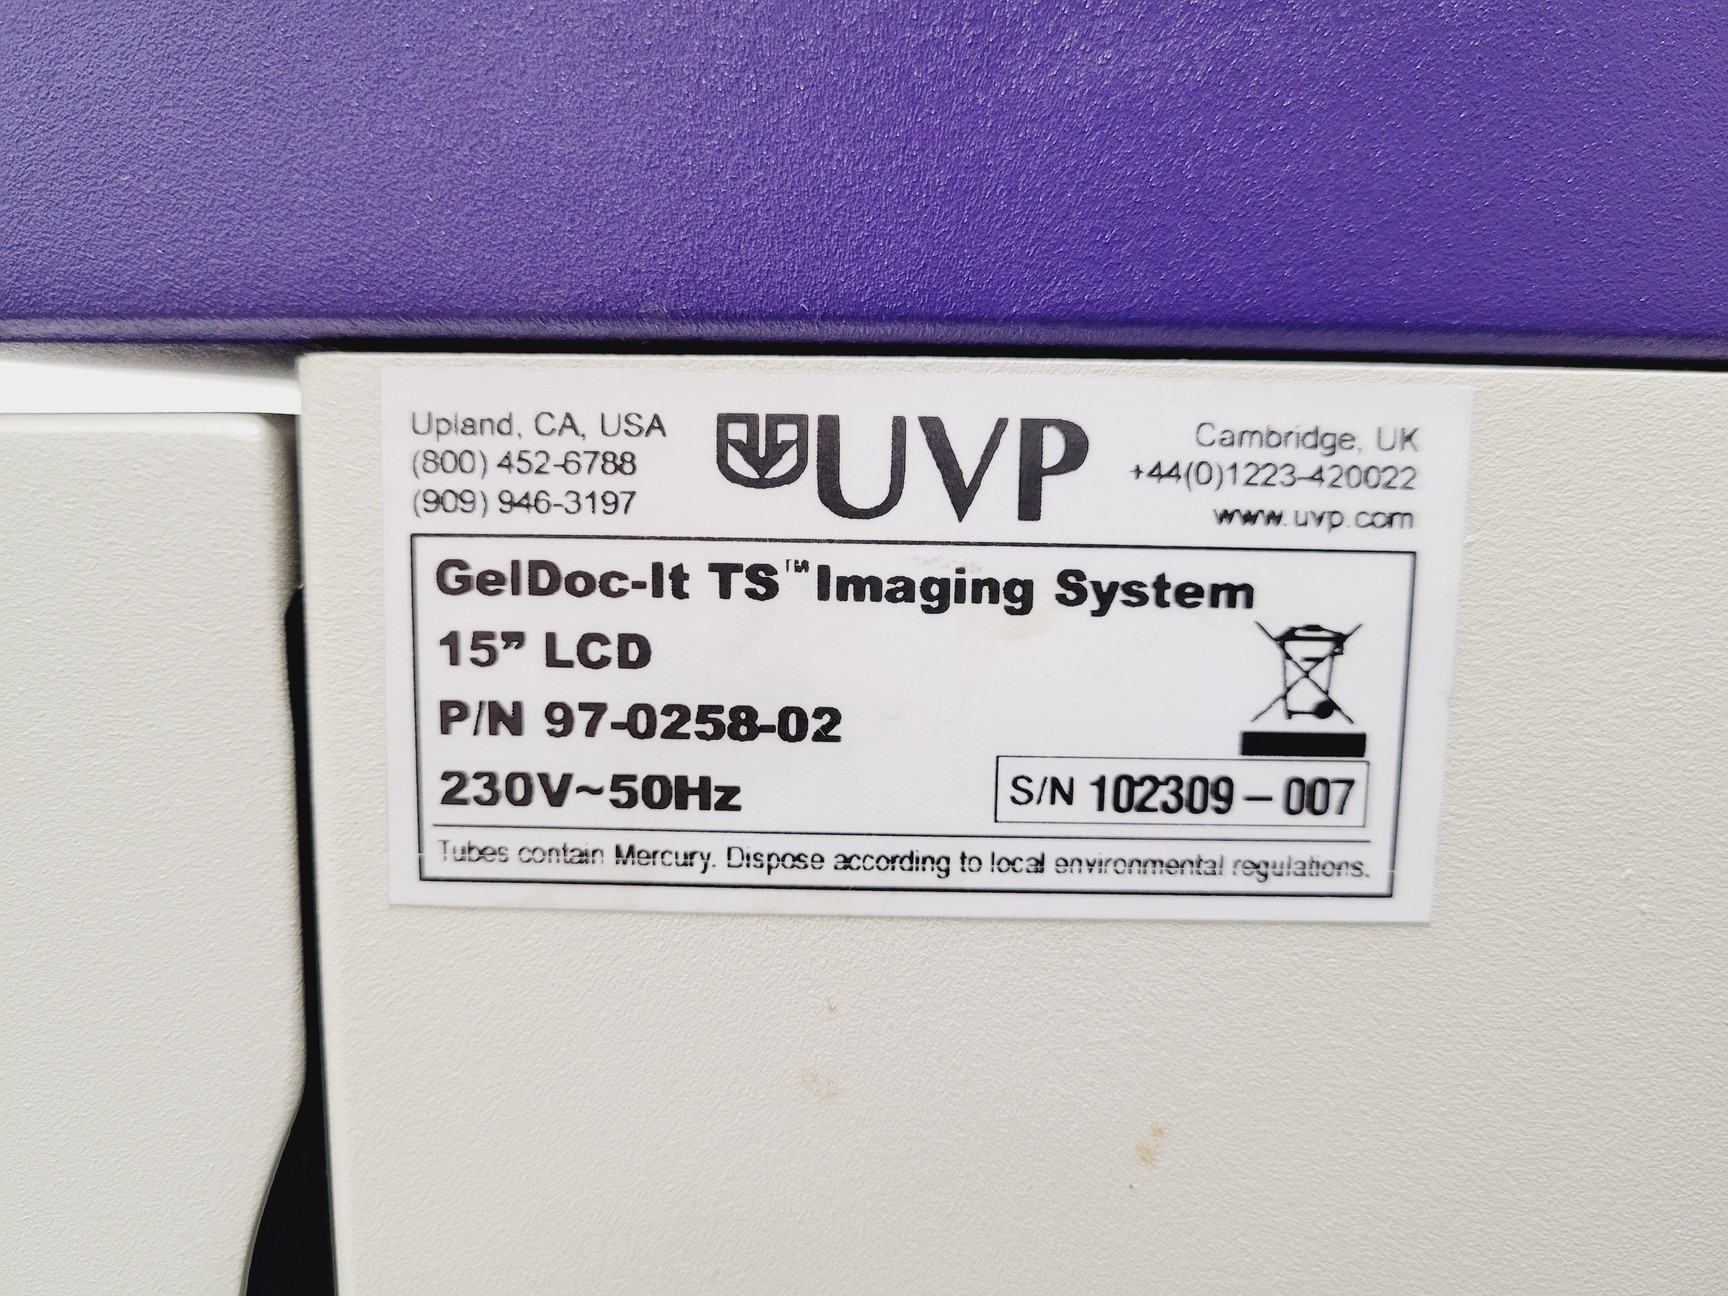 Upland, CA, USA
(800) 452-6788
(909) 946-3197
UVP
Cambridge, UK
+44(0)1223-420022
www.uvp.com
GelDoc-It TS™ Imaging System
15” LCD
P/N 97-0258-02
230V~50Hz
S/N 102309 – 007
Tubes contain Mercury. Dispose according to local environmental regulations.